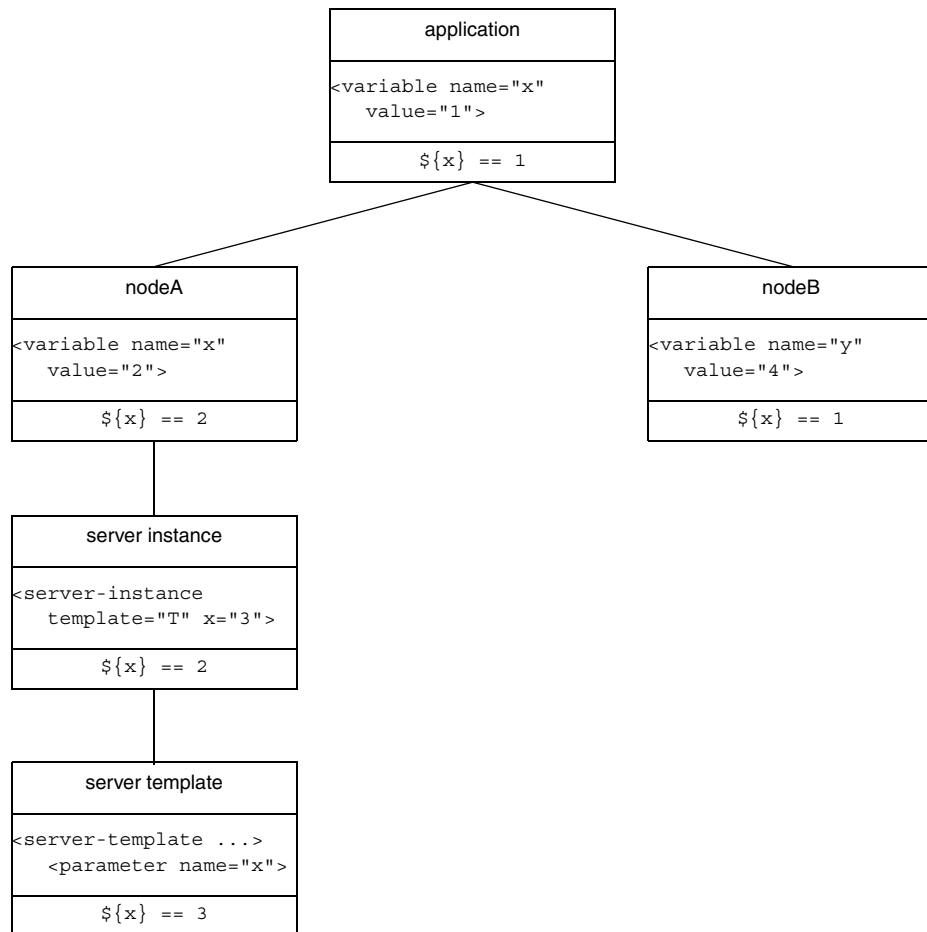 application
<variable name="x"
value="1">
${x} == 1
nodeA
<variable name="x"
value="2">
${x} == 2
nodeB
<variable name="y"
value="4">
${x} == 1
server instance
<server-instance
template="T" x="3">
${x} == 2
server template
<server-template ...>
<parameter name="x">
${x} == 3